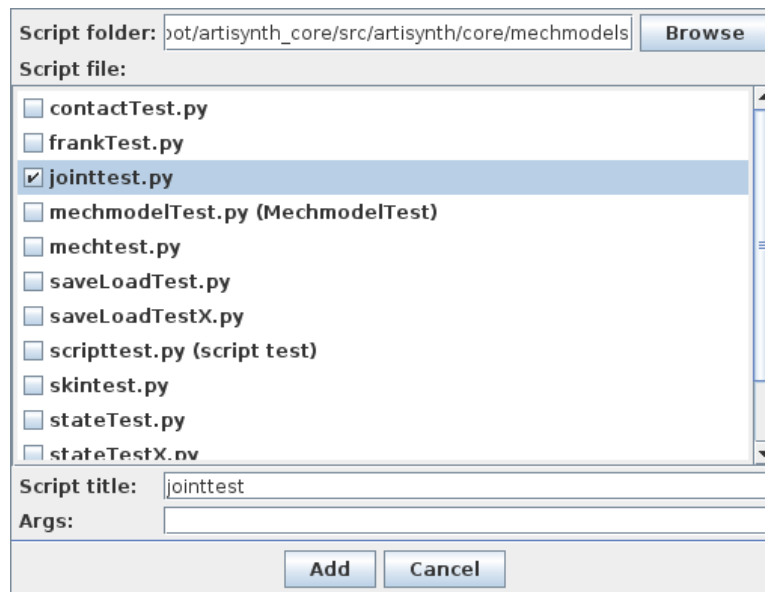 Script folder: oot/artisynth_core/src/artisynth/core/mechmodels Browse
Script file:
contactTest.py
frankTest.py
jointtest.py
mechmodelTest.py (MechmodelTest)
mechtest.py
saveLoadTest.py
saveLoadTestX.py
scripttest.py (script test)
skintest.py
stateTest.py
stateTestX.py
Script title: jointtest
Args:
Add Cancel